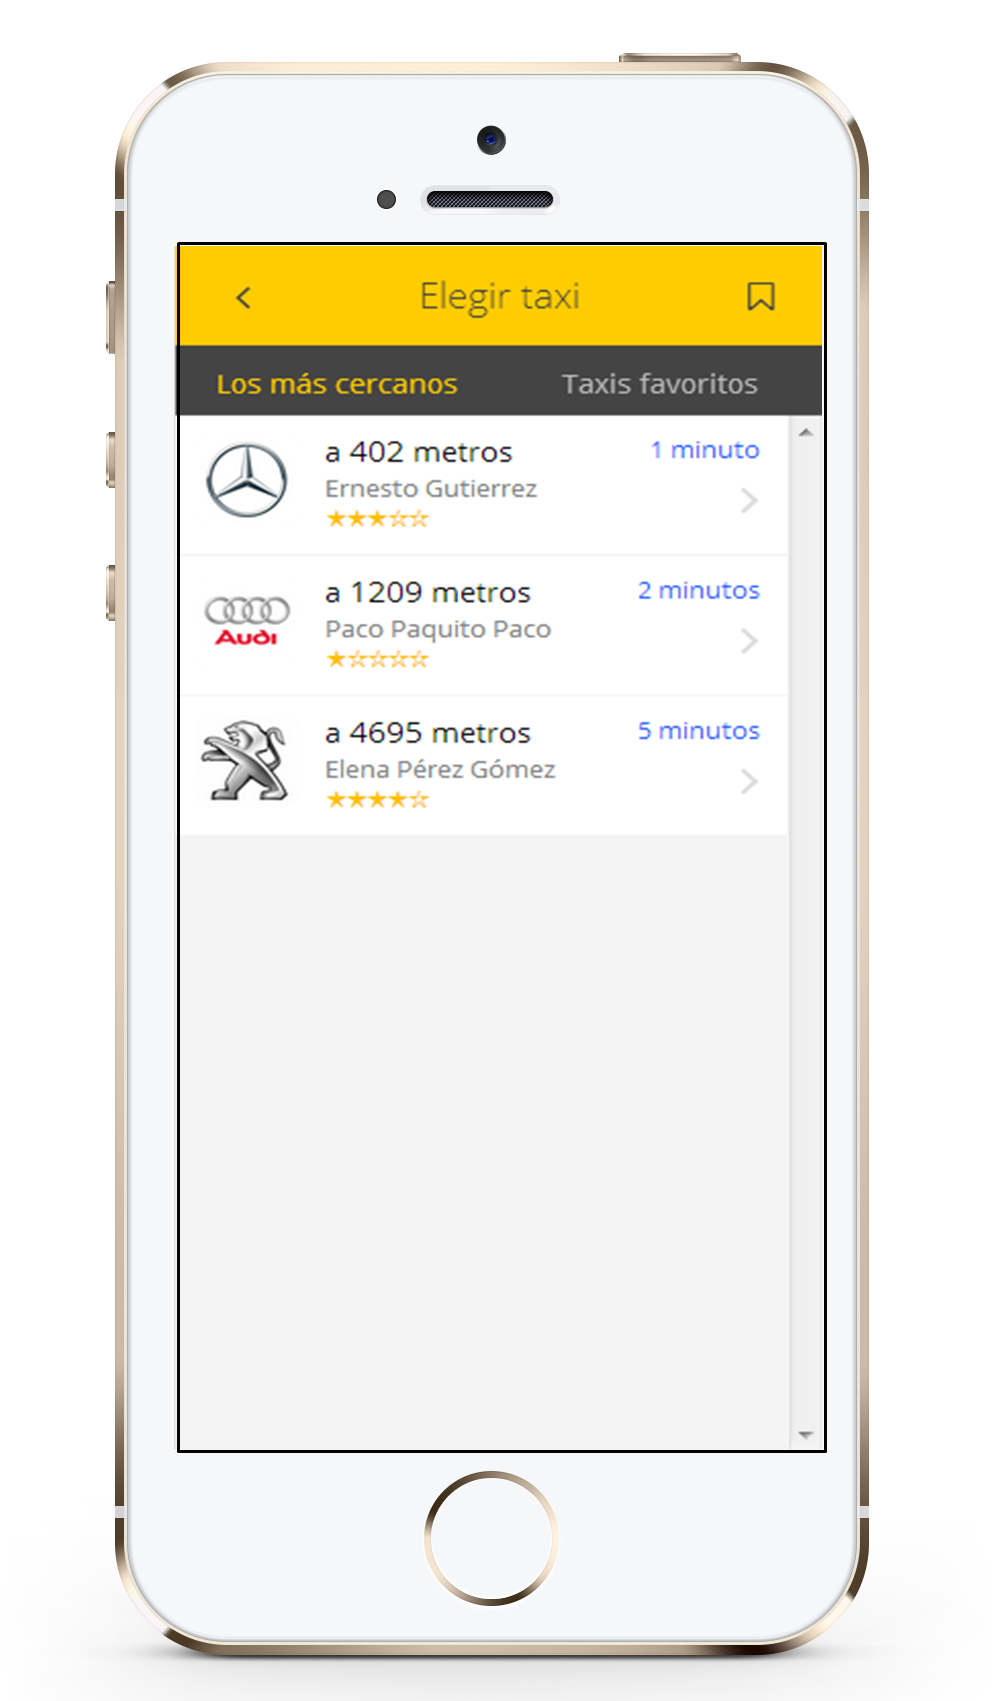 Elegir taxi
Los más cercanos
Taxis favoritos
a 402 metros
1 minuto
Ernesto Gutierrez
a 1209 metros
2 minutos
Audi
Paco Paquito Paco
a 4695 metros
5 minutos
Elena Pérez Gómez